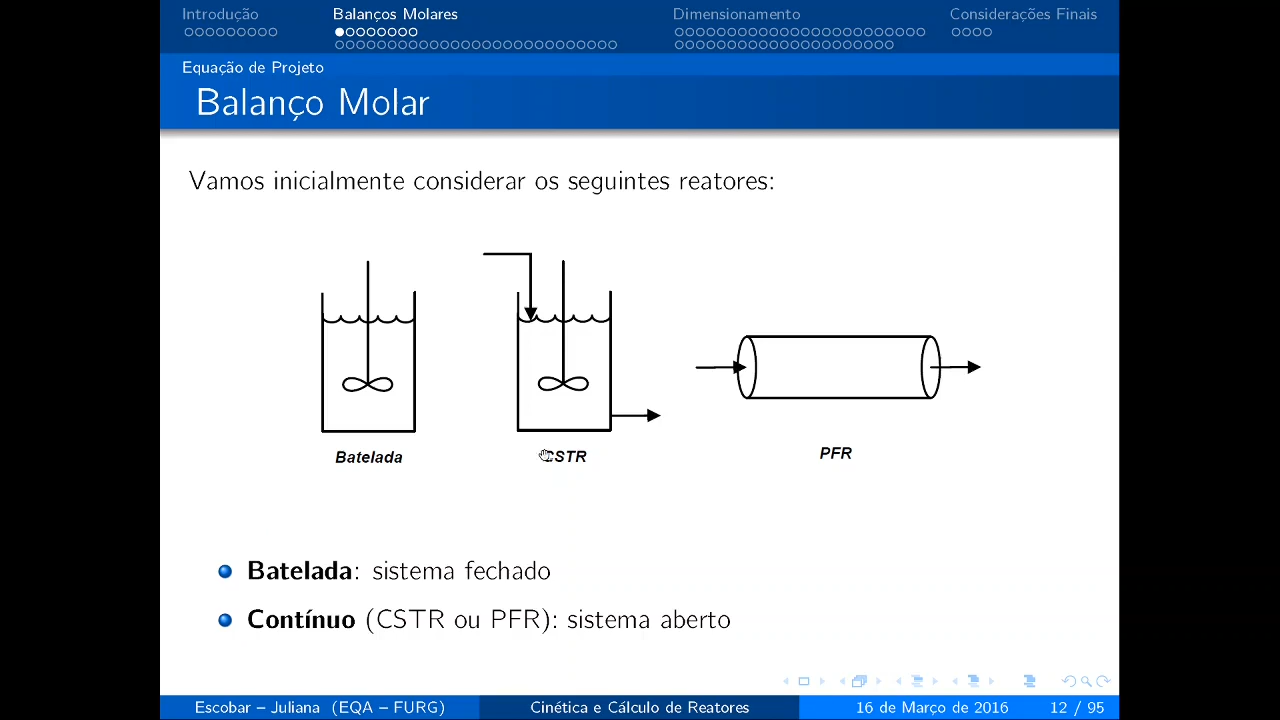 Introdução
Balanços Molares
Dimensionamento
Considerações Finais
Equação de Projeto
Balanço Molar
Vamos inicialmente considerar os seguintes reatores:
Batelada
CSTR
PFR
Batelada: sistema fechado
Contínuo (CSTR ou PFR): sistema aberto
Escobar – Juliana (EQA – FURG)
Cinética e Cálculo de Reatores
16 de Março de 2016
12 / 95